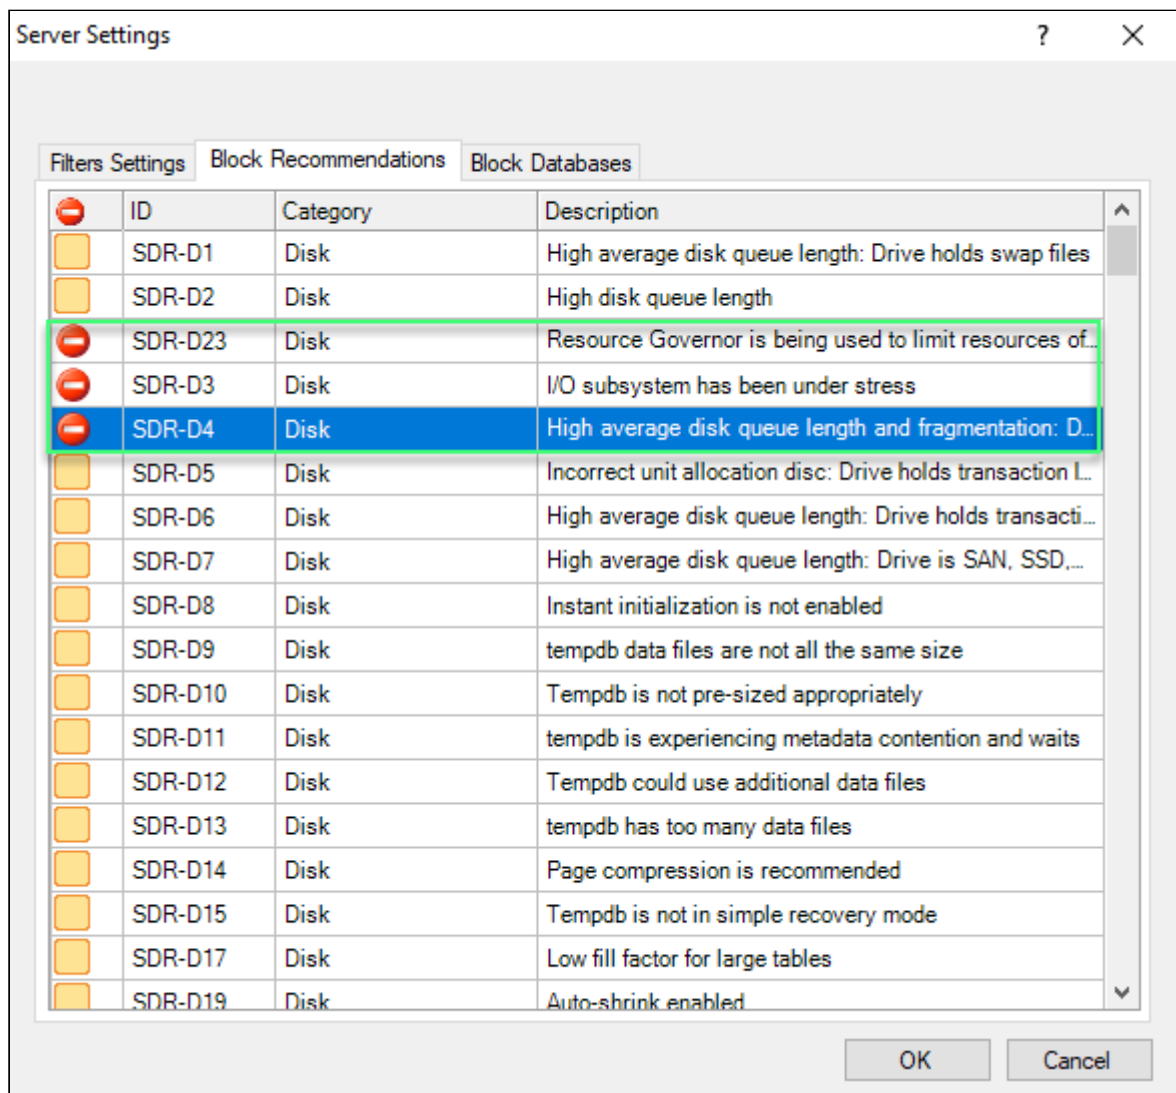 Server Settings ?
Filters Settings Block Recommendations Block Databases
ID Category Description
SDR-D1 Disk High average disk queue length: Drive holds swap files
SDR-D2 Disk High disk queue length
SDR-D23 Disk Resource Governor is being used to limit resources of...
SDR-D3 Disk I/O subsystem has been under stress
SDR-D4 Disk High average disk queue length and fragmentation: D...
SDR-D5 Disk Incorrect unit allocation disc: Drive holds transaction l...
SDR-D6 Disk High average disk queue length: Drive holds transacti...
SDR-D7 Disk High average disk queue length: Drive is SAN, SSD,...
SDR-D8 Disk Instant initialization is not enabled
SDR-D9 Disk tempdb data files are not all the same size
SDR-D10 Disk Tempdb is not pre-sized appropriately
SDR-D11 Disk tempdb is experiencing metadata contention and waits
SDR-D12 Disk Tempdb could use additional data files
SDR-D13 Disk tempdb has too many data files
SDR-D14 Disk Page compression is recommended
SDR-D15 Disk Tempdb is not in simple recovery mode
SDR-D17 Disk Low fill factor for large tables
SDR-D19 Disk Auto-shrink enabled
OK Cancel